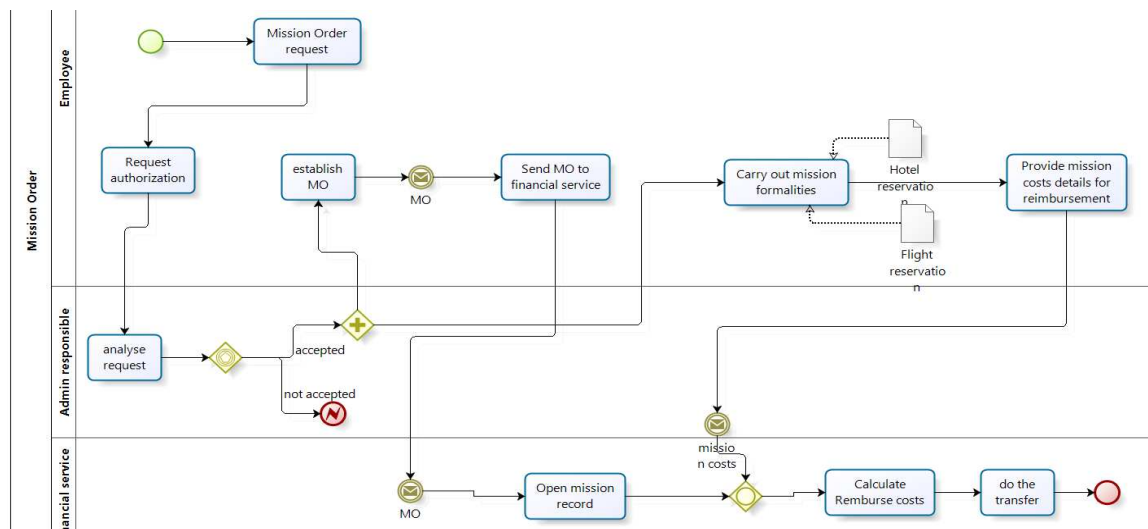 Mission Order
Employee
Mission Order
request
Request
authorization
establish
MO
MO
Send MO to
financial service
Carry out mission
formalities
Hotel
reservatio
n
Flight
reservatio
n
Provide mission
costs details for
reimbursement
Admin responsible
analyse
request
accepted
not accepted
missio
n costs
nancial service
MO
Open mission
record
Calculate
Remburse costs
do the
transfer